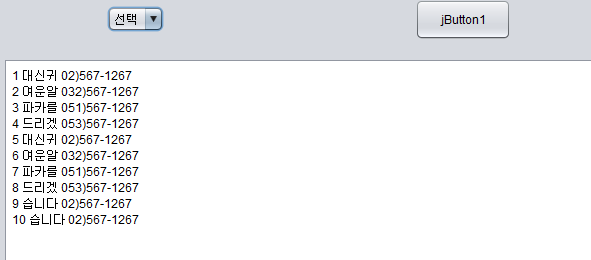 선택
jButton1
1 대신귀 02)567-1267
2 여운알 032)567-1267
3 파카를 051)567-1267
4 드리겠 053)567-1267
5 대신귀 02)567-1267
6 여운알 032)567-1267
7 파카를 051)567-1267
8 드리겠 053)567-1267
9 습니다 02)567-1267
10 습니다 02)567-1267